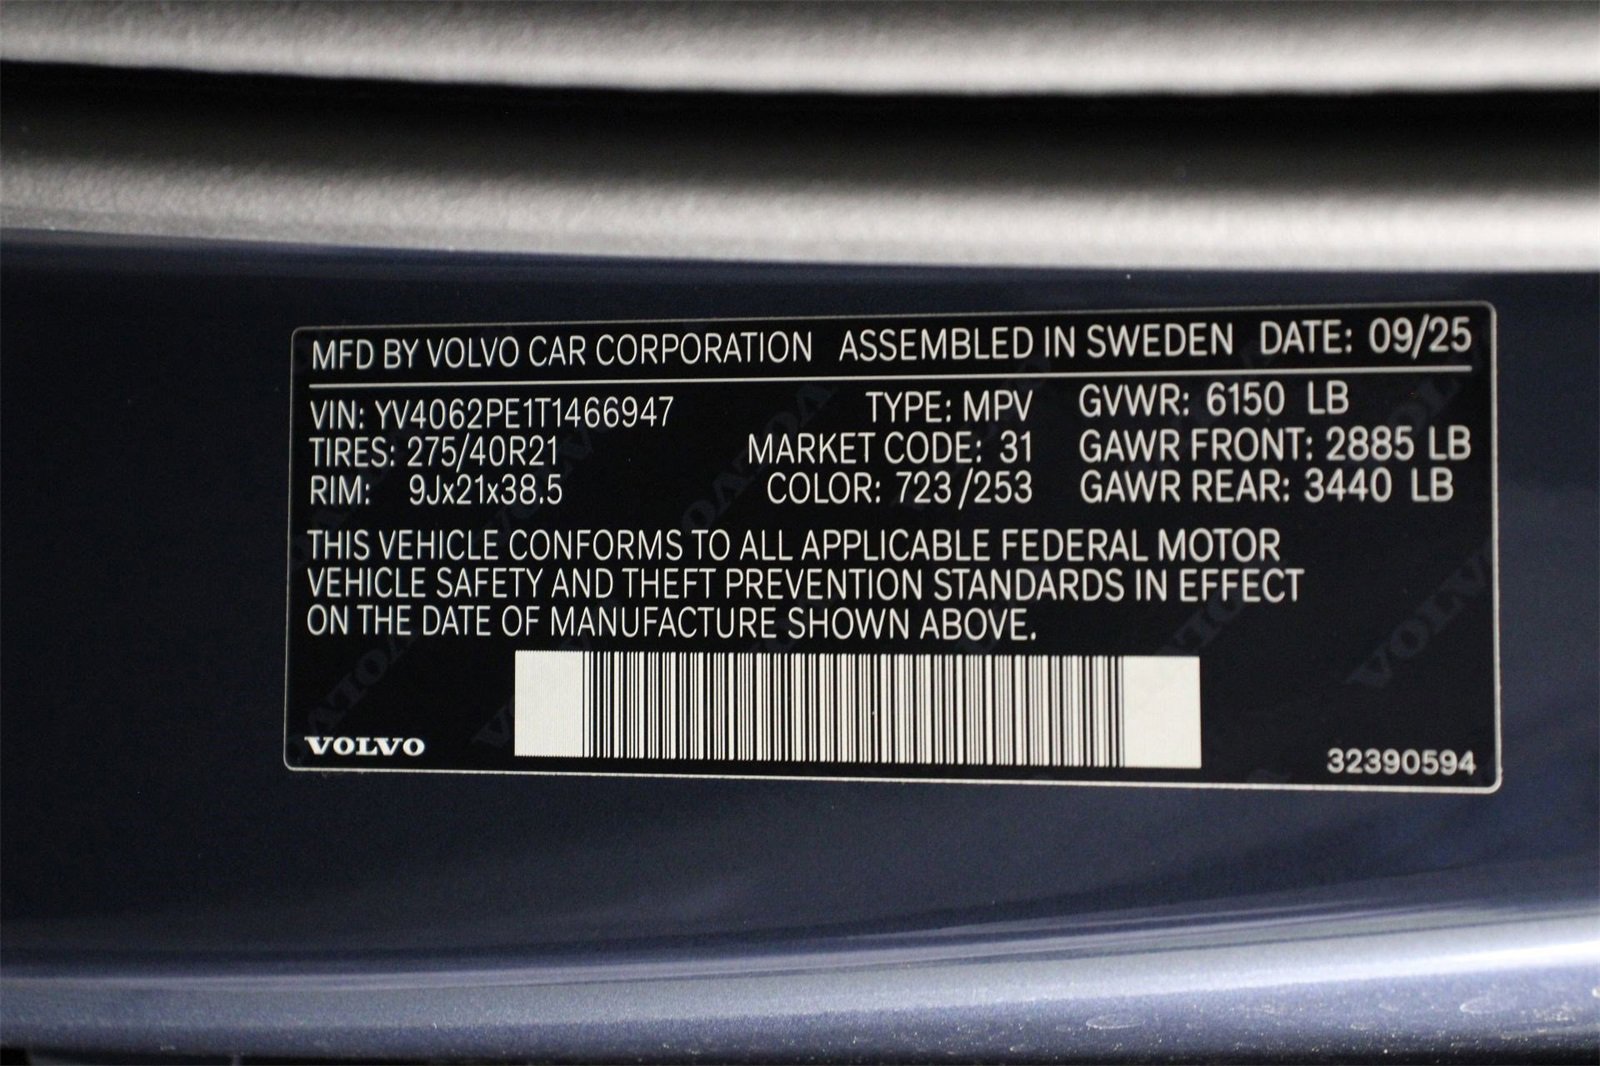 MFD BY VOLVO CAR CORPORATION ASSEMBLED IN SWEDEN DATE: 09/25
VIN: YV4062PE1T1466947 TYPE: MPV GVWR: 6150 LB
TIRES: 275/40R21 MARKET CODE: 31 GAWR FRONT: 2885 LB
RIM: 9Jx21x38.5 COLOR: 723/253 GAWR REAR: 3440 LB
THIS VEHICLE CONFORMS TO ALL APPLICABLE FEDERAL MOTOR
VEHICLE SAFETY AND THEFT PREVENTION STANDARDS IN EFFECT
ON THE DATE OF MANUFACTURE SHOWN ABOVE.
VOLVO 32390594